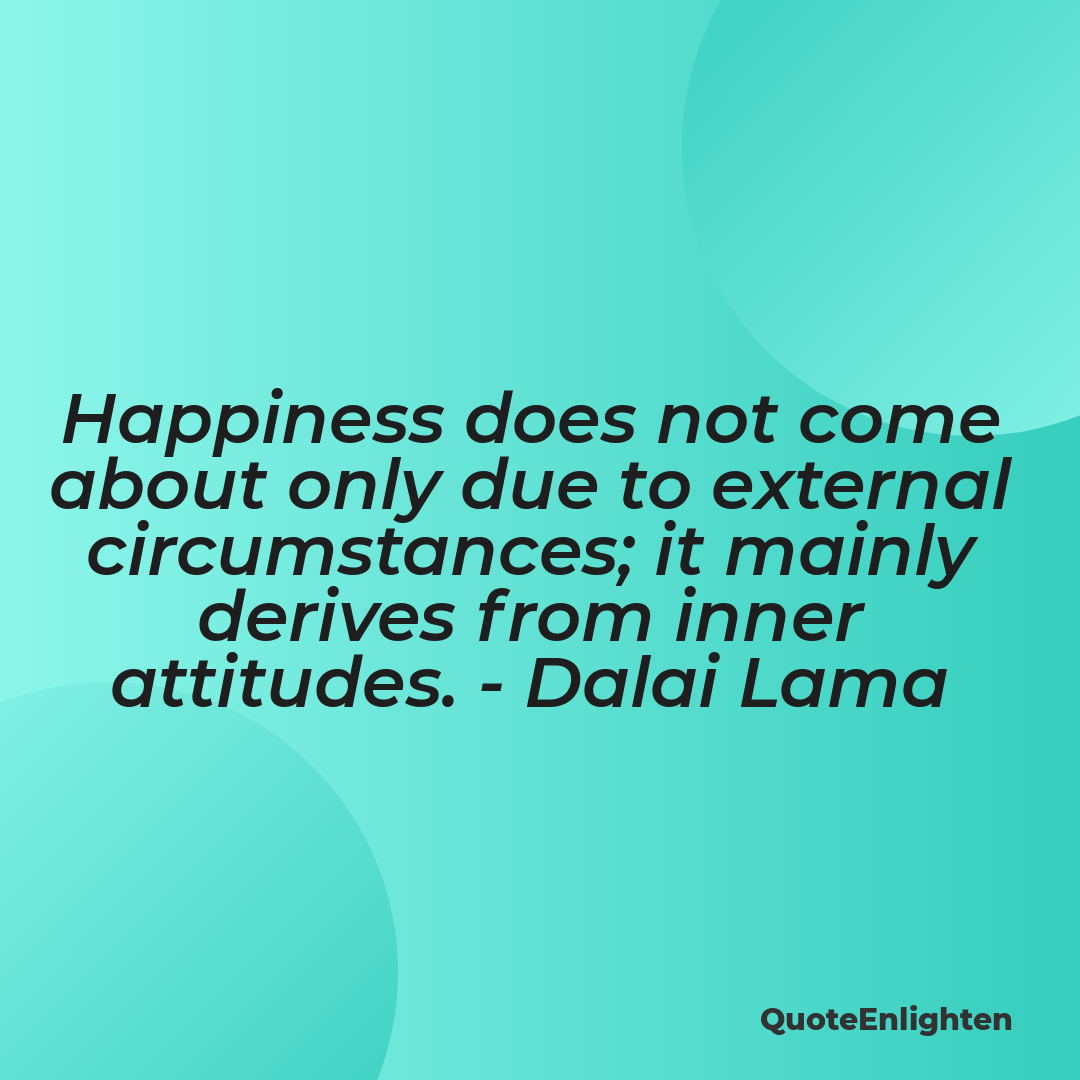 Happiness does not come
about only due to external
circumstances; it mainly
derives from inner
attitudes. - Dalai Lama
QuoteEnlighten